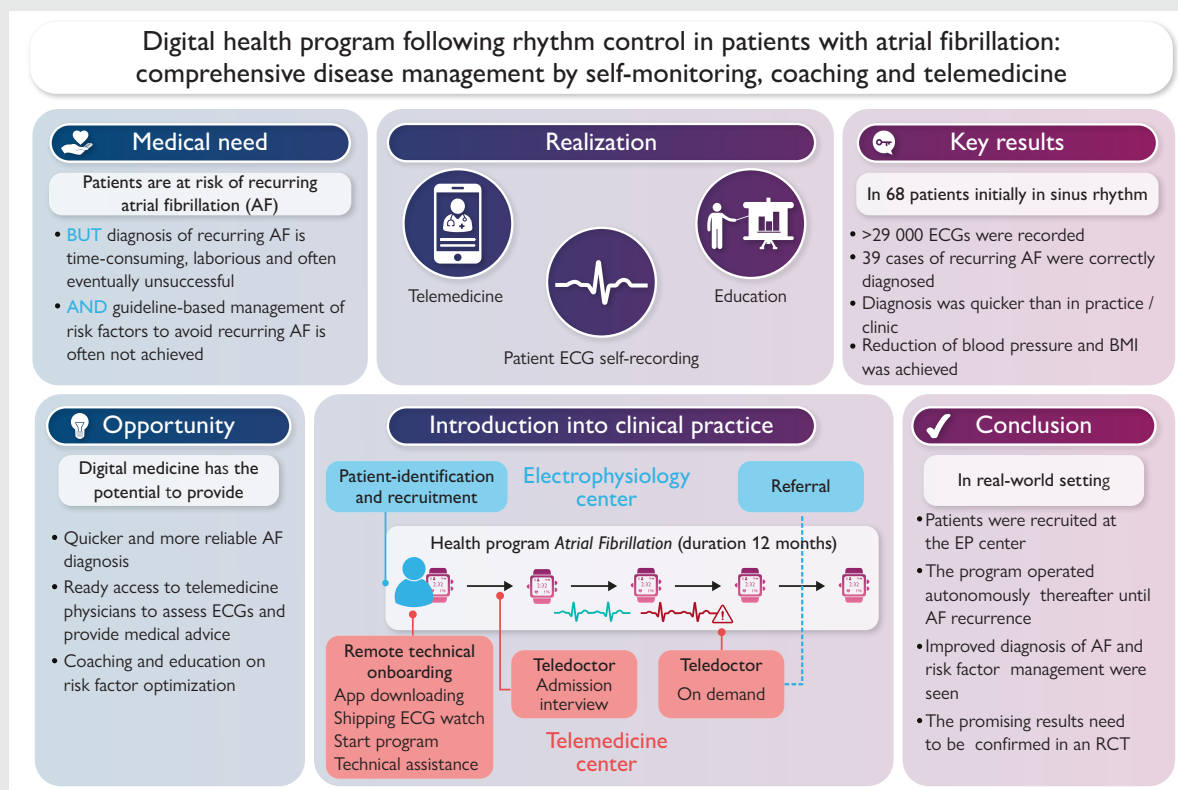 Digital health program following rhythm control in patients with atrial fibrillation:
comprehensive disease management by self-monitoring, coaching and telemedicine
Medical need
Patients are at risk of recurring
atrial fibrillation (AF)
• BUT diagnosis of recurring AF is
time-consuming, laborious and often
eventually unsuccessful
• AND guideline-based management of
risk factors to avoid recurring AF is
often not achieved
Realization
Telemedicine
Patient ECG self-recording
Education
Key results
In 68 patients initially in sinus rhythm
• >29 000 ECGs were recorded
• 39 cases of recurring AF were correctly
diagnosed
• Diagnosis was quicker than in practice /
clinic
• Reduction of blood pressure and BMI
was achieved
Opportunity
Digital medicine has the
potential to provide
• Quicker and more reliable AF
diagnosis
• Ready access to telemedicine
physicians to assess ECGs and
provide medical advice
• Coaching and education on
risk factor optimization
Introduction into clinical practice
Patient-identification
and recruitment
Electrophysiology
center
Referral
Health program Atrial Fibrillation (duration 12 months)
2:32
2:32
2:32
2:32
2:32
Remote technical
onboarding
App downloading
Shipping ECG watch
Start program
Technical assistance
Teledoctor
Admission
interview
Teledoctor
On demand
Telemedicine
center
Conclusion
In real-world setting
• Patients were recruited at
the EP center
• The program operated
autonomously thereafter until
AF recurrence
• Improved diagnosis of AF and
risk factor management were
seen
• The promising results need
to be confirmed in an RCT